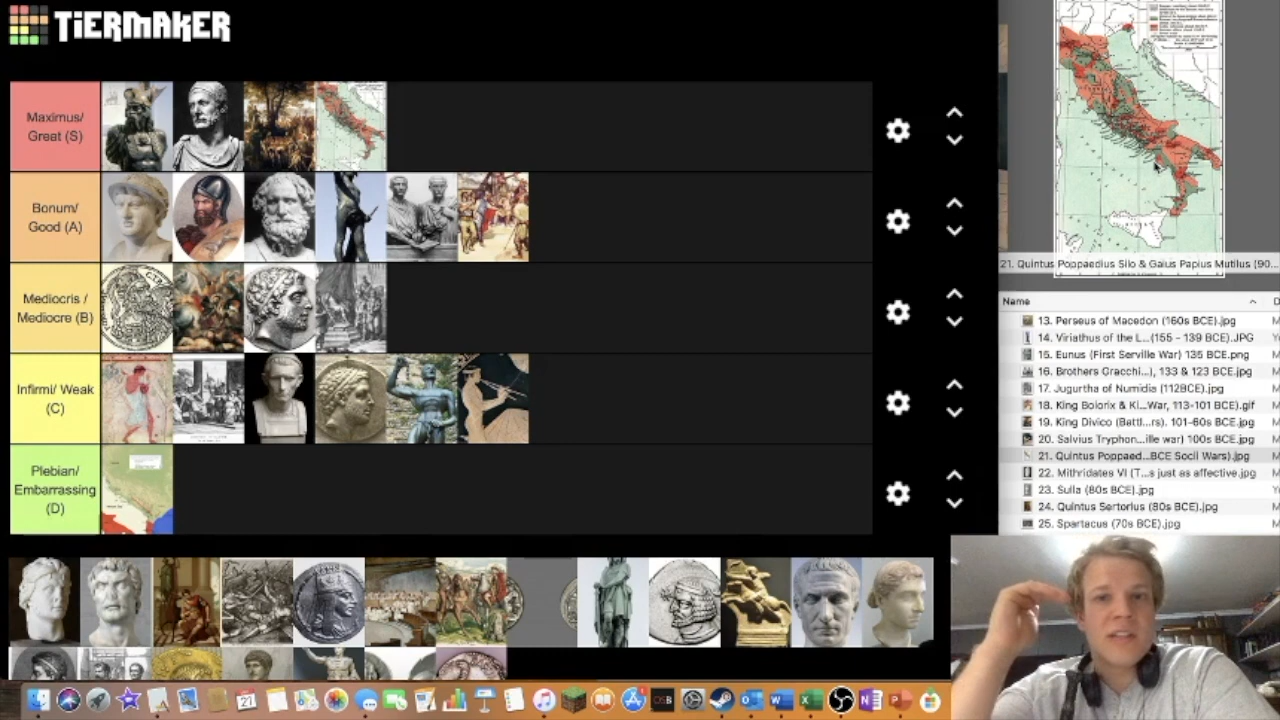 TIERMAKER
Maximus/
Great (S)
Bonum/
Good (A)
Mediocris /
Mediocre (B)
Infirmi/ Weak
(C)
Plebian/
Embarrassing
(D)
21. Quintus Poppaedius Silo & Gaius Papius Mutilus (90...
Name
13. Perseus of Macedon (160s BCE).jpg
14. Viriathus of the L...(155 - 139 BCE).JPG
15. Eunus (First Serville War) 135 BCE.png
16. Brothers Gracchi...), 133 & 123 BCE.jpg
17. Jugurtha of Numidia (112BCE).jpg
18. King Boiorix & Ki...War, 113-101 BCE).gif
19. King Divico (Battl...rs). 101-60s BCE.jpg
20. Salvius Tryphon...ille war) 100s BCE.jpg
21. Quintus Poppaed...BCE Socii Wars).jpg
22. Mithridates VI (T...s just as affective.jpg
23. Sulla (80s BCE).jpg
24. Quintus Sertorius (80s BCE).jpg
25. Spartacus (70s BCE).jpg